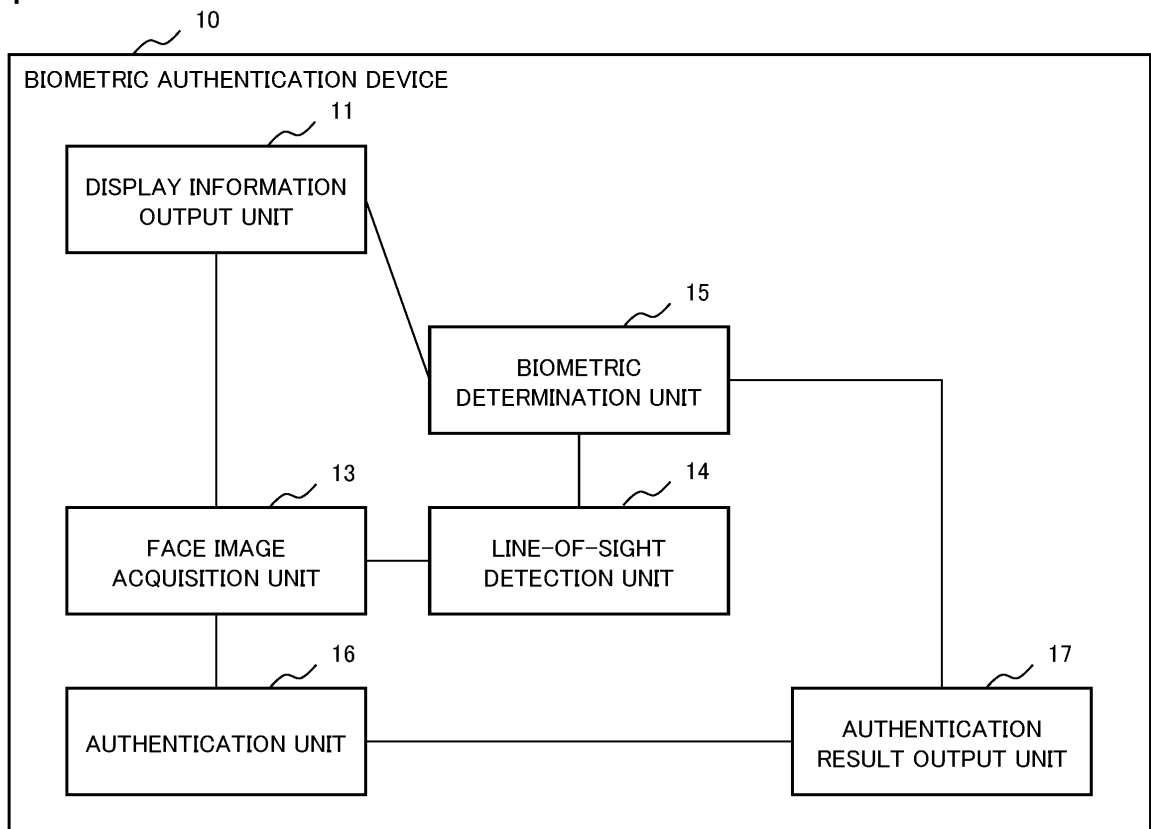 10
BIOMETRIC AUTHENTICATION DEVICE
11
DISPLAY INFORMATION
OUTPUT UNIT
15
BIOMETRIC
DETERMINATION UNIT
13
FACE IMAGE
ACQUISITION UNIT
14
LINE-OF-SIGHT
DETECTION UNIT
16
AUTHENTICATION UNIT
17
AUTHENTICATION
RESULT OUTPUT UNIT